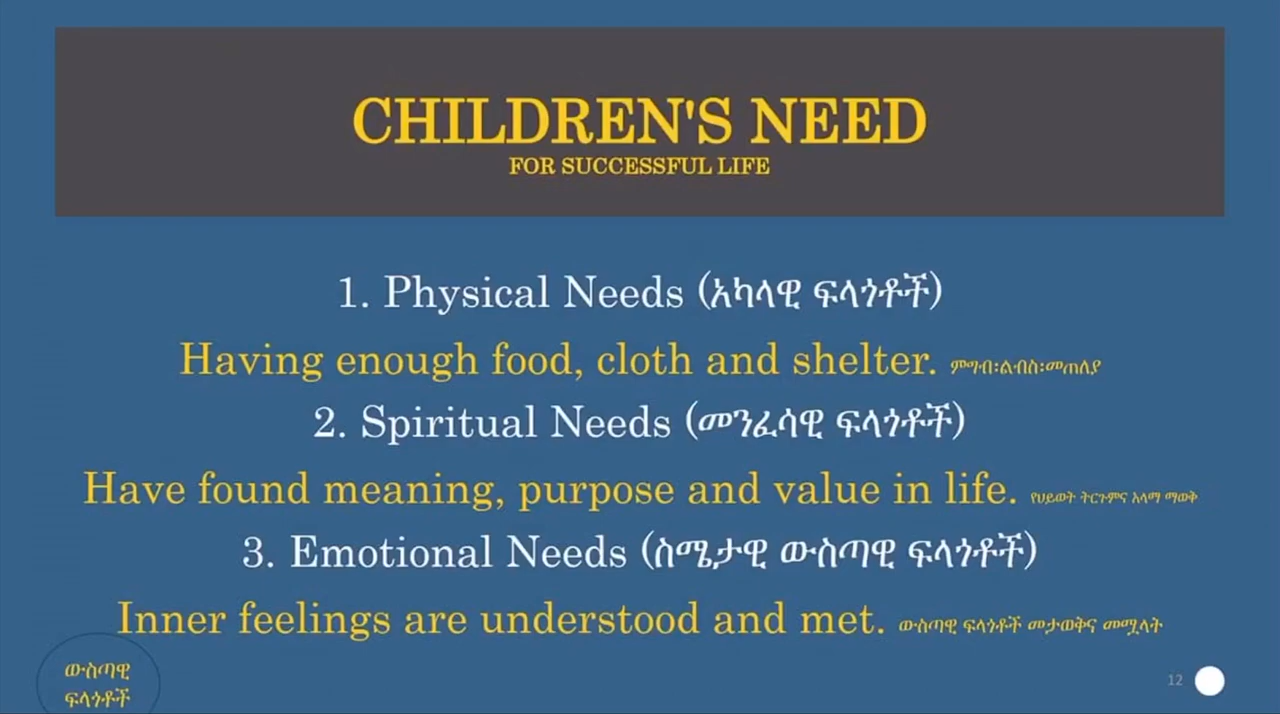 CHILDREN'S NEED
FOR SUCCESSFUL LIFE
1. Physical Needs (አካላዊ ፍላጎቶች)
Having enough food, cloth and shelter. ምግብ፡ልብስ፡መጠለያ
2. Spiritual Needs (መንፈሳዊ ፍላጎቶች)
Have found meaning, purpose and value in life. የህይወት ትርጉምና አላማ ማወቅ
3. Emotional Needs (ስሜታዊ ውስጣዊ ፍላጎቶች)
Inner feelings are understood and met. ውስጣዊ ፍላጎቶች መታወቅና መሟላት
ውስጣዊ
ፍላጎቶች
12